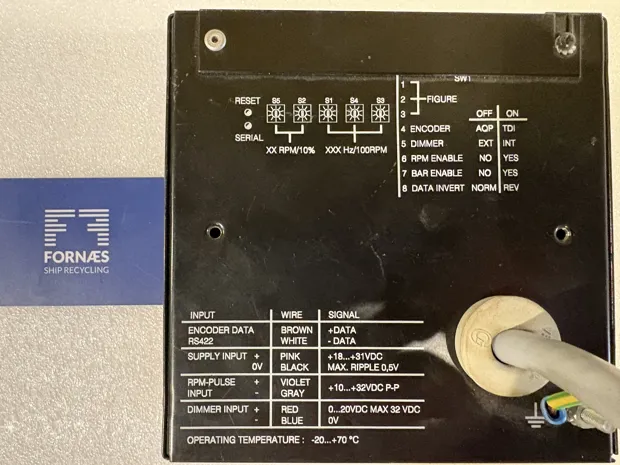 SW1
1
2 FIGURE
3
OFF ON
4 ENCODER AQP TDI
5 DIMMER EXT INT
6 RPM ENABLE NO YES
7 BAR ENABLE NO YES
8 DATA INVERT NORM REV
RESET
SERIAL
S5 S2 S1 S4 S3
XX RPM/10% XXX Hz/100RPM
FORNÆS
SHIP RECYCLING
INPUT WIRE SIGNAL
ENCODER DATA BROWN +DATA
RS422 WHITE - DATA
SUPPLY INPUT + PINK +18...+31VDC
0V BLACK MAX. RIPPLE 0,5V
RPM-PULSE + VIOLET +10...+32VDC P-P
INPUT - GRAY
DIMMER INPUT + RED 0...20VDC MAX 32 VDC
- BLUE 0V
OPERATING TEMPERATURE : -20...+70 °C